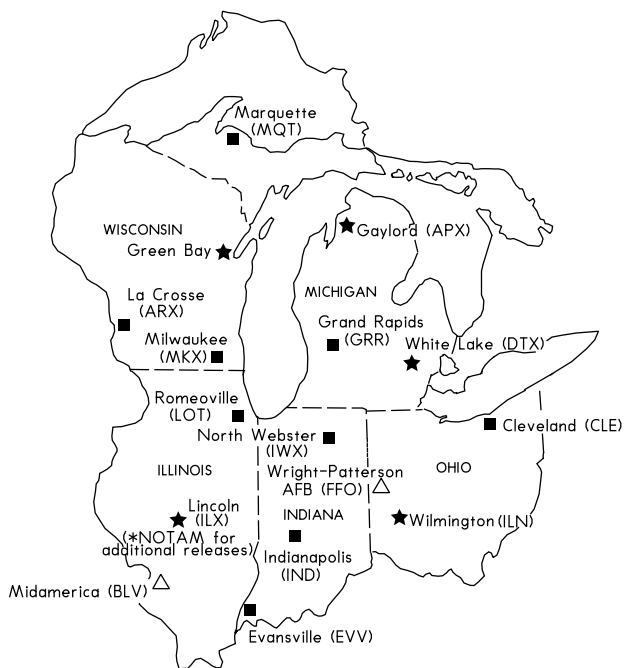 Marquette
(MQT)
WISCONSIN
Green Bay
Gaylord (APX)
La Crosse
(ARX)
MICHIGAN
Milwaukee
(MKX)
Grand Rapids
(GRR)
White Lake (DTX)
Romeoville
(LOT)
North Webster
(IWX)
Cleveland (CLE)
ILLINOIS
Wright-Patterson
AFB (FFO)
OHIO
Lincoln
(ILX)
(*NOTAM for
additional releases)
INDIANA
Wilmington (ILN)
Indianapolis
(IND)
Midamerica (BLV)
Evansville (EVV)